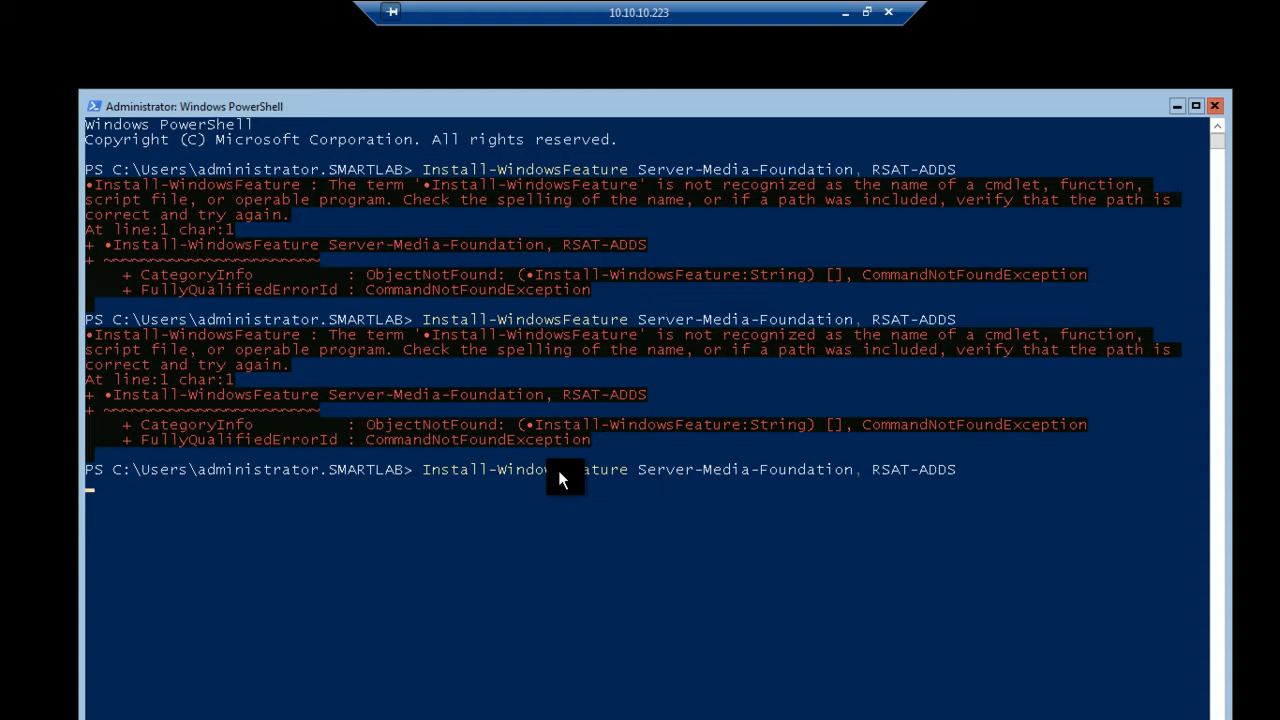 10.10.10.223
Administrator: Windows PowerShell
Windows PowerShell
Copyright (C) Microsoft Corporation. All rights reserved.
PS C:\Users\administrator.SMARTLAB> Install-WindowsFeature Server-Media-Foundation, RSAT-ADDS
•Install-WindowsFeature : The term '•Install-WindowsFeature' is not recognized as the name of a cmdlet, function,
script file, or operable program. Check the spelling of the name, or if a path was included, verify that the path is
correct and try again.
At line:1 char:1
+ •Install-WindowsFeature Server-Media-Foundation, RSAT-ADDS
+ ~~~~~~~~~~~~~~~~~~~~~~~
+ CategoryInfo : ObjectNotFound: (•Install-WindowsFeature:String) [], CommandNotFoundException
+ FullyQualifiedErrorId : CommandNotFoundException
PS C:\Users\administrator.SMARTLAB> Install-WindowsFeature Server-Media-Foundation, RSAT-ADDS
•Install-WindowsFeature : The term '•Install-WindowsFeature' is not recognized as the name of a cmdlet, function,
script file, or operable program. Check the spelling of the name, or if a path was included, verify that the path is
correct and try again.
At line:1 char:1
+ •Install-WindowsFeature Server-Media-Foundation, RSAT-ADDS
+ ~~~~~~~~~~~~~~~~~~~~~~~
+ CategoryInfo : ObjectNotFound: (•Install-WindowsFeature:String) [], CommandNotFoundException
+ FullyQualifiedErrorId : CommandNotFoundException
PS C:\Users\administrator.SMARTLAB> Install-WindowsFeature Server-Media-Foundation, RSAT-ADDS